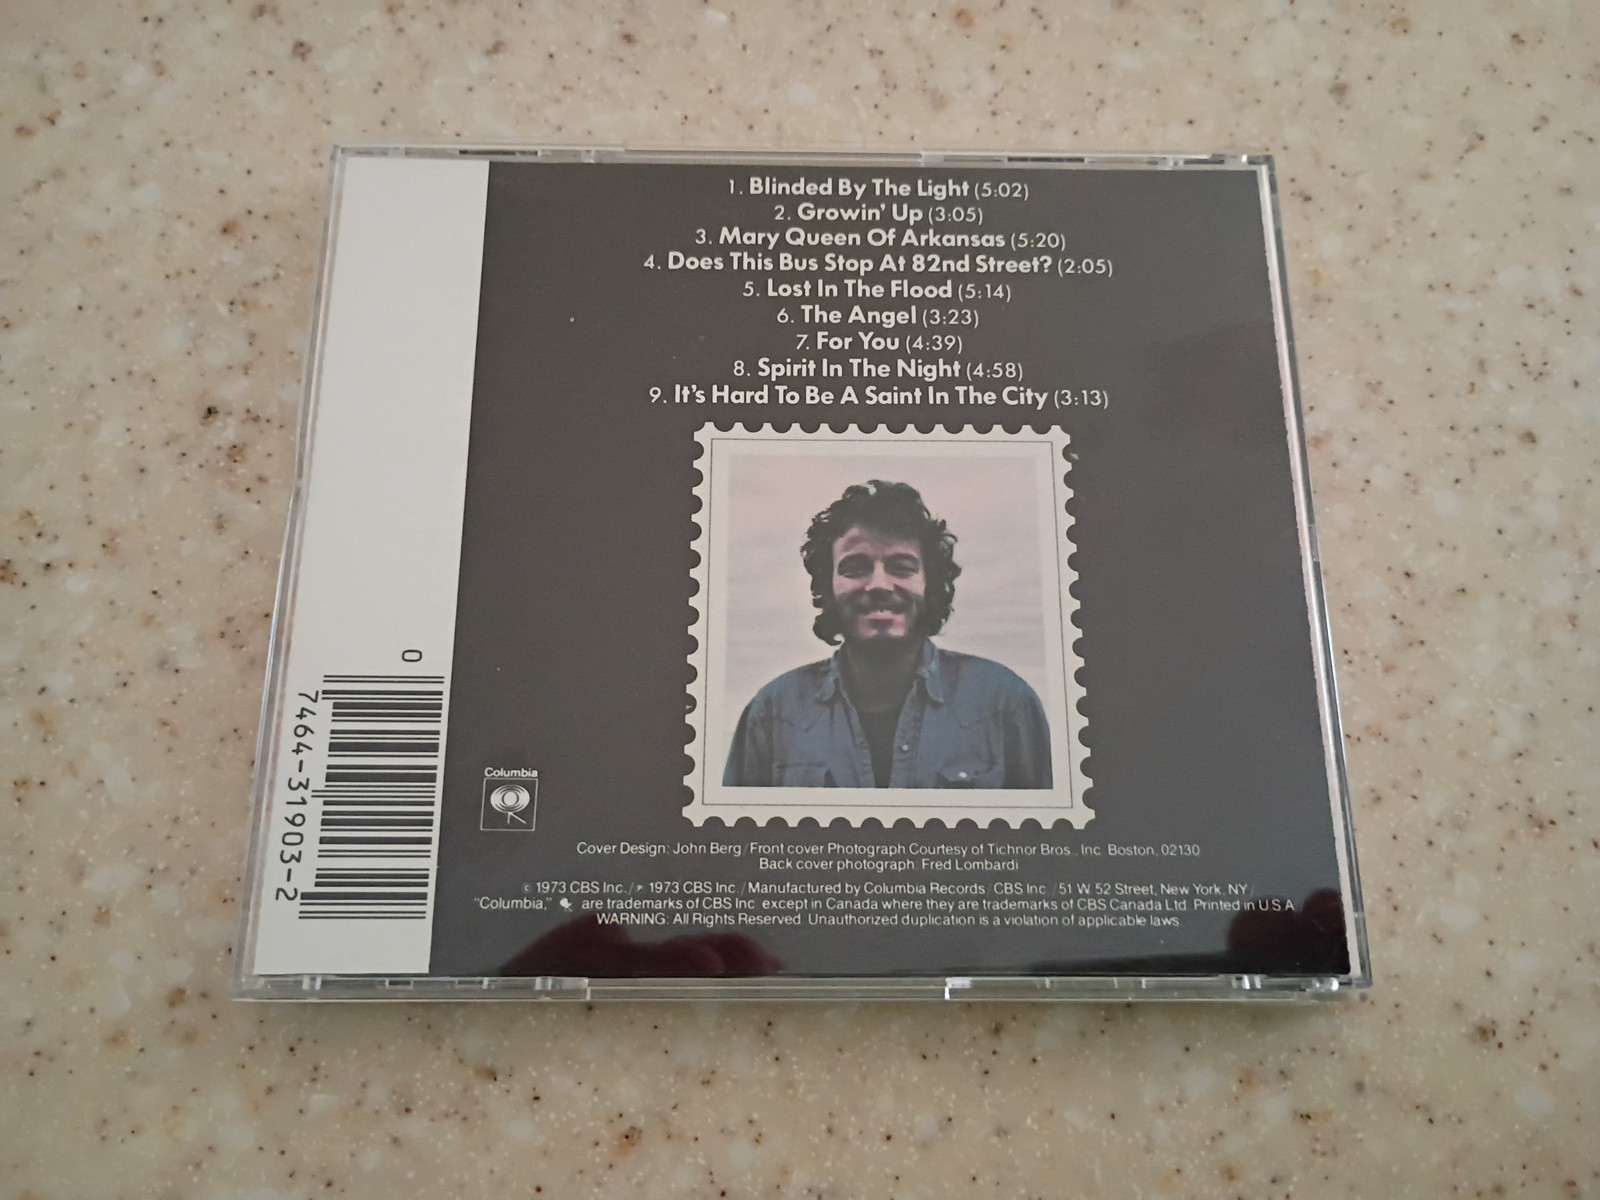 1. Blinded By The Light (5:02)
2. Growin' Up (3:05)
3. Mary Queen Of Arkansas (5:20)
4. Does This Bus Stop At 82nd Street? (2:05)
5. Lost In The Flood (5:14)
6. The Angel (3:23)
7. For You (4:39)
8. Spirit In The Night (4:58)
9. It's Hard To Be A Saint In The City (3:13)
0
7464-31903-2
Columbia
Cover Design: John Berg/Front cover Photograph Courtesy of Tichnor Bros., Inc. Boston, 02130
Back cover photograph: Fred Lombardi
© 1973 CBS Inc./℗ 1973 CBS Inc./Manufactured by Columbia Records/CBS Inc./51 W. 52 Street, New York, NY/
"Columbia," are trademarks of CBS Inc. except in Canada where they are trademarks of CBS Canada Ltd. Printed in U.S.A.
WARNING: All Rights Reserved. Unauthorized duplication is a violation of applicable laws.